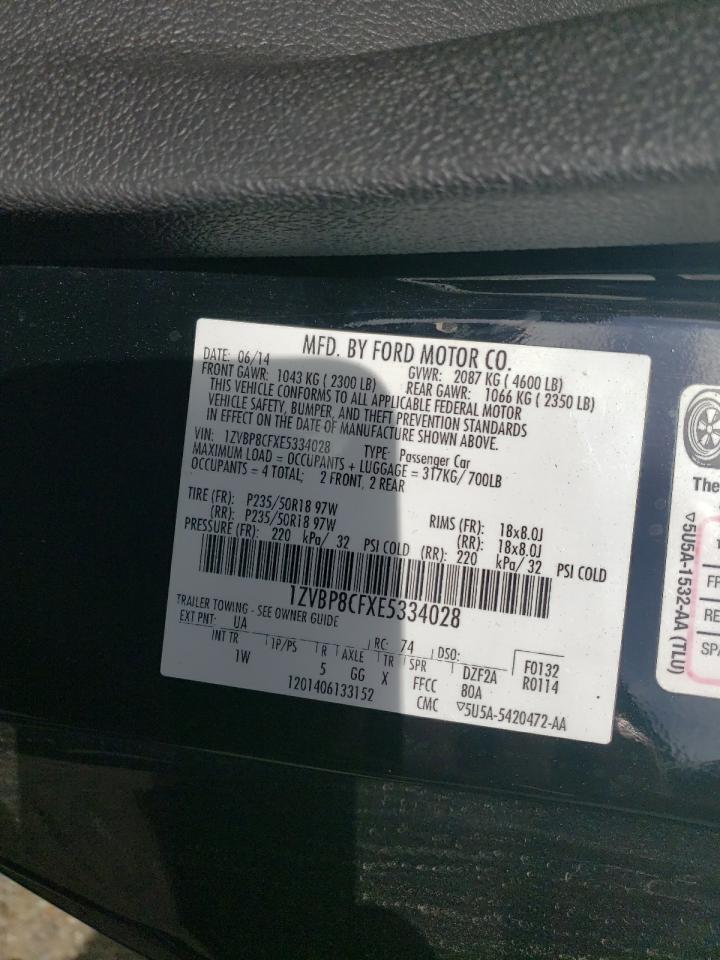 MFD. BY FORD MOTOR CO.
DATE: 06/14
GVWR: 2087 KG (4600 LB)
FRONT GAWR: 1043 KG (2300 LB)
REAR GAWR: 1066 KG (2350 LB)
THIS VEHICLE CONFORMS TO ALL APPLICABLE FEDERAL MOTOR
VEHICLE SAFETY, BUMPER, AND THEFT PREVENTION STANDARDS
IN EFFECT ON THE DATE OF MANUFACTURE SHOWN ABOVE.
VIN: 1ZVBP8CFXE5334028
TYPE: Passenger Car
MAXIMUM LOAD = OCCUPANTS + LUGGAGE = 317KG/700LB
OCCUPANTS = 4 TOTAL; 2 FRONT, 2 REAR
TIRE (FR): P235/50R18 97W RIMS (FR): 18x8.0J
(RR): P235/50R18 97W (RR): 18x8.0J
PRESSURE (FR): 220 kPa/ 32 PSI COLD (RR): 220 kPa/ 32 PSI COLD
1ZVBP8CFXE5334028
TRAILER TOWING - SEE OWNER GUIDE
EXT PNT: UA RC: 74 DSO: F0132
INT TR 1P/PS R AXLE TR SPR DZF2A R0114
1W 5 GG X FFCC 80A
1201406133152 CMC ▽5U5A-5420472-AA
The
▽5U5A-1532-AA (TLU)
FF
RE
SPA